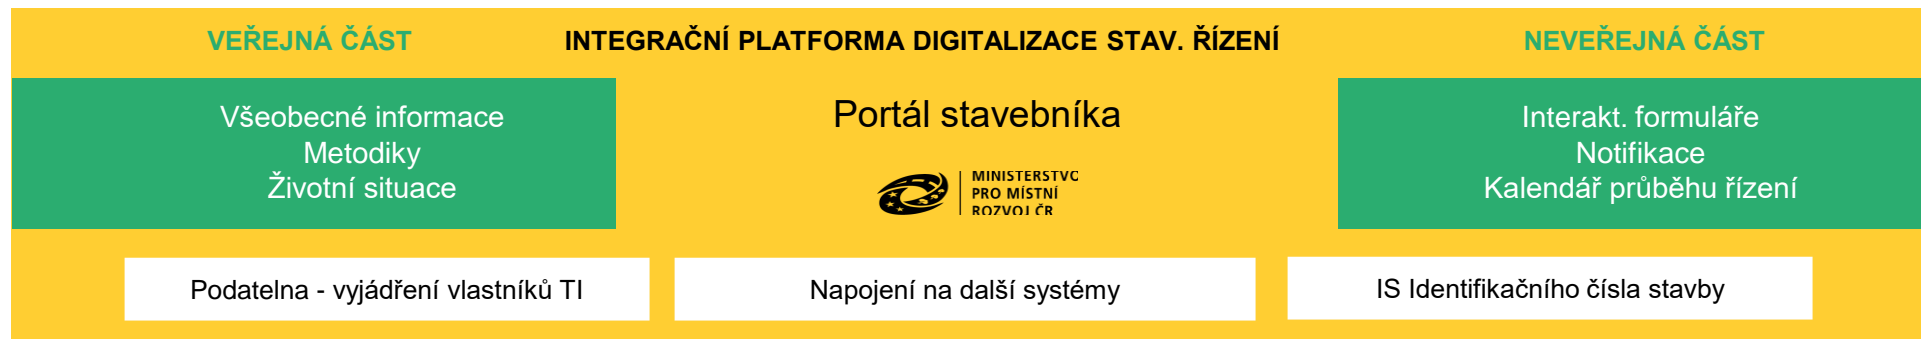 VEŘEJNÁ ČÁST
INTEGRAČNÍ PLATFORMA DIGITALIZACE STAV. ŘÍZENÍ
NEVEŘEJNÁ ČÁST
Všeobecné informace
Metodiky
Životní situace
Portál stavebníka
MINISTERSTVO
PRO MÍSTNÍ
ROZVOJ ČR
Interakt. formuláře
Notifikace
Kalendář průběhu řízení
Podatelna - vyjádření vlastníků TI
Napojení na další systémy
IS Identifikačního čísla stavby